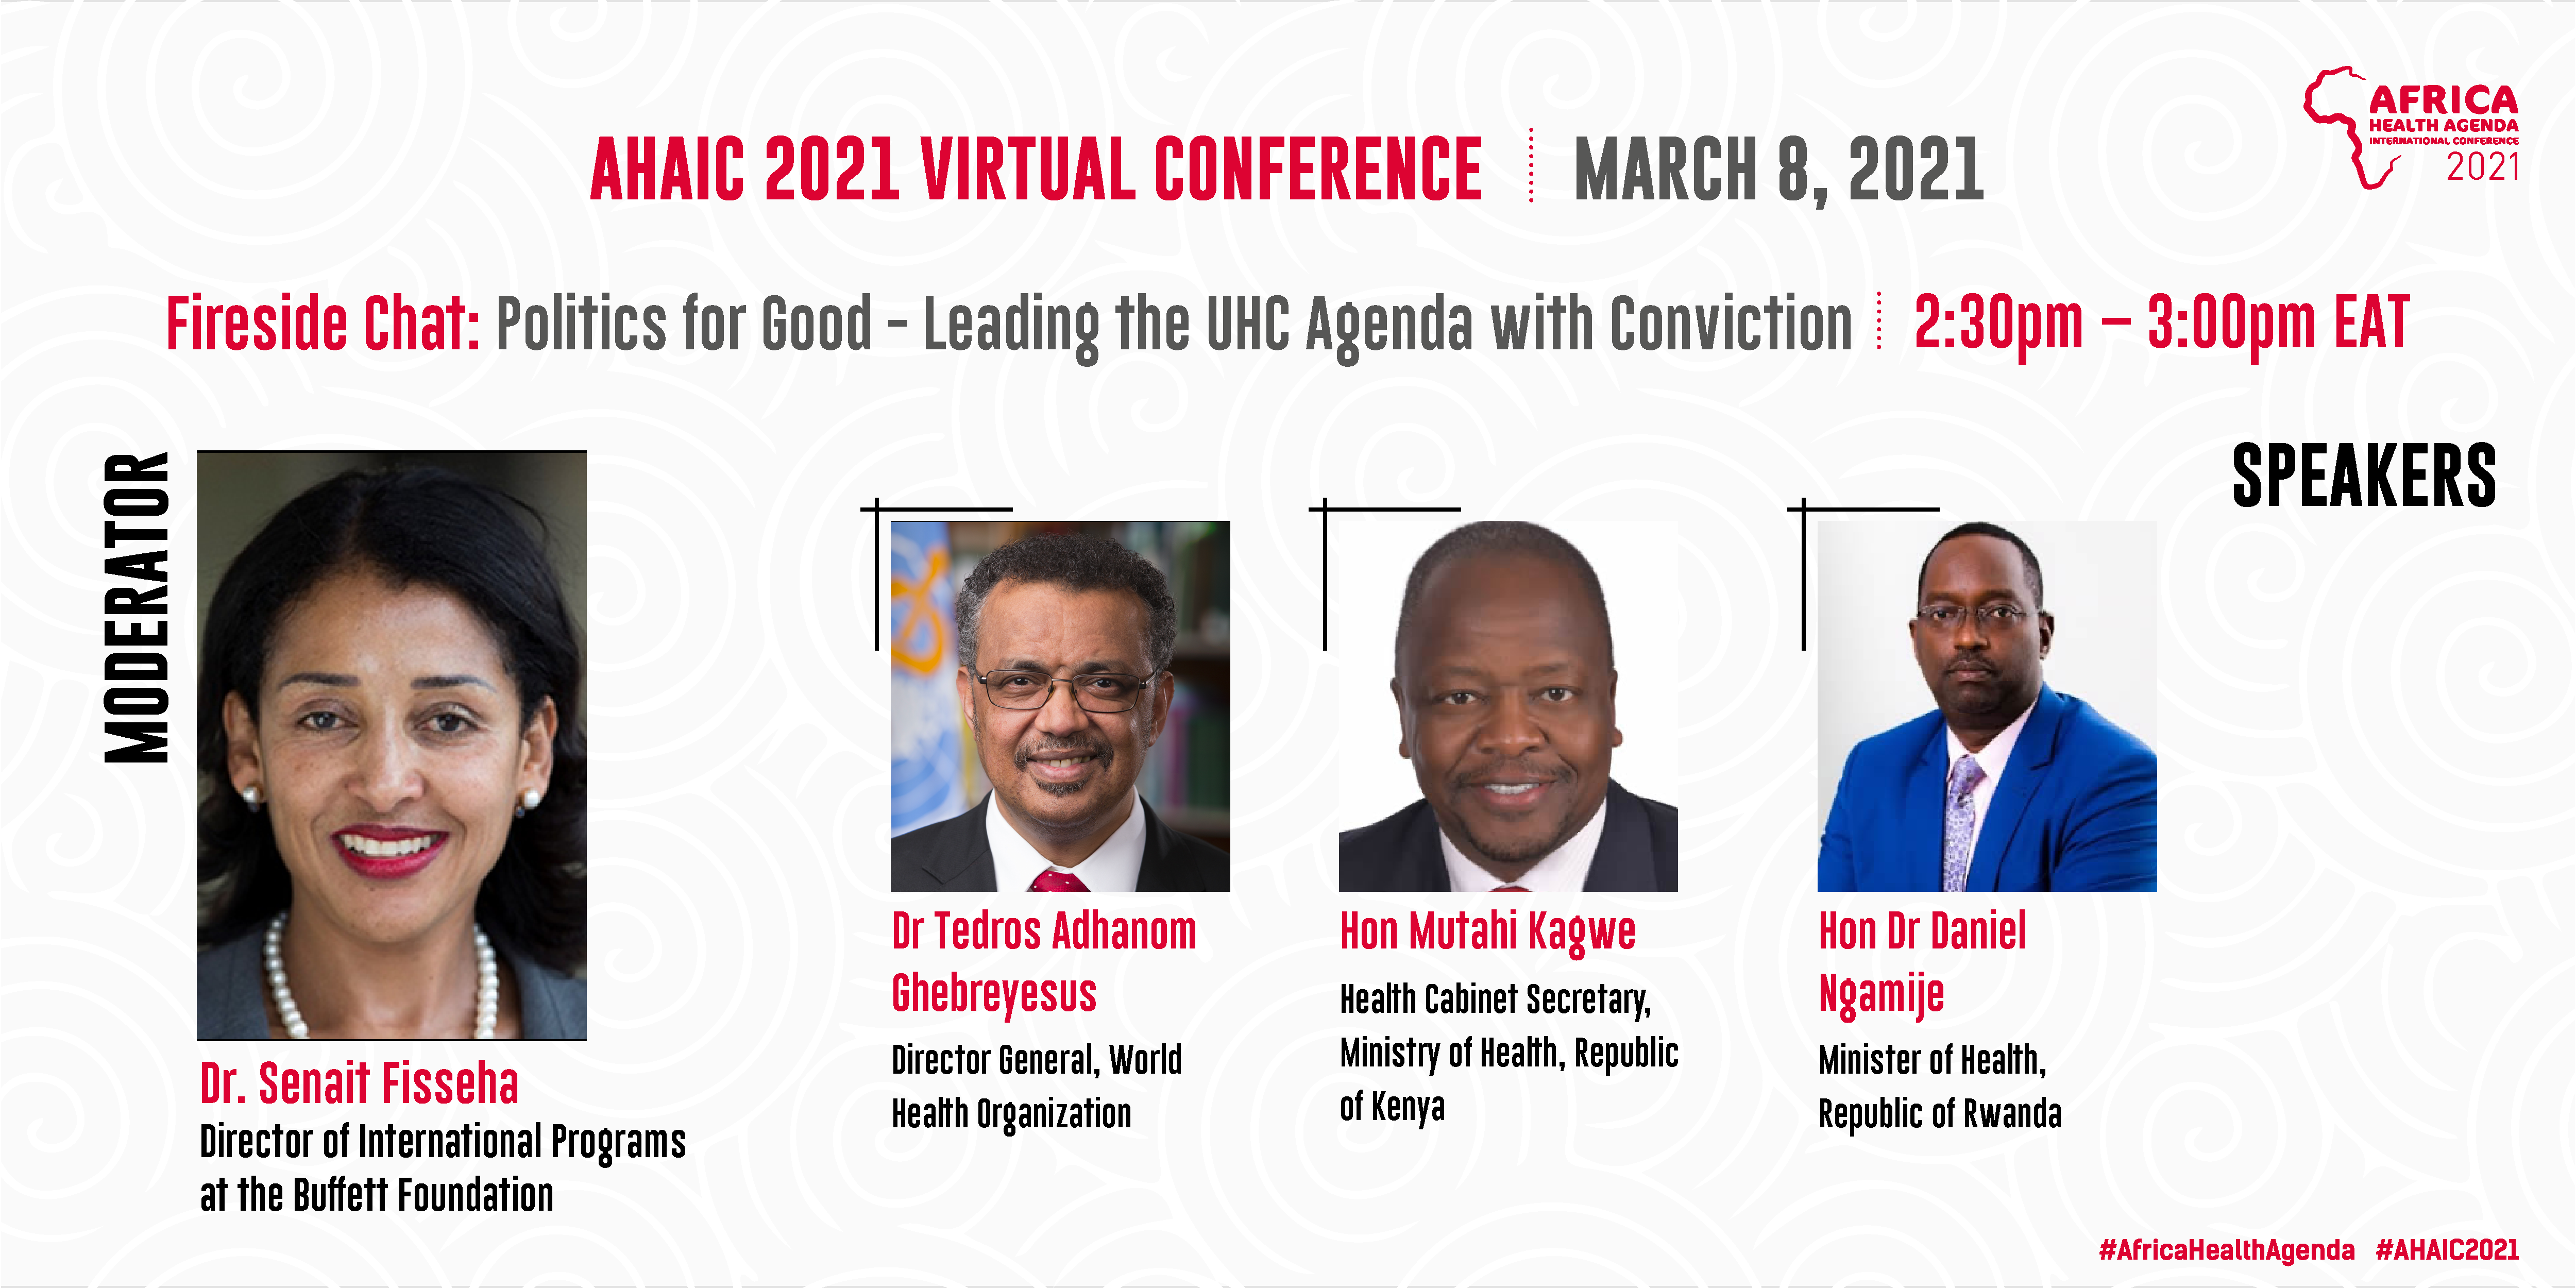 AFRICA
HEALTH AGENDA
INTERNATIONAL CONFERENCE
2021
AHAIC 2021 VIRTUAL CONFERENCE MARCH 8, 2021
Fireside Chat: Politics for Good - Leading the UHC Agenda with Conviction 2:30pm – 3:00pm EAT
MODERATOR
SPEAKERS
Dr. Senait Fisseha
Director of International Programs
at the Buffett Foundation
Dr Tedros Adhanom
Ghebreyesus
Director General, World
Health Organization
Hon Mutahi Kagwe
Health Cabinet Secretary,
Ministry of Health, Republic
of Kenya
Hon Dr Daniel
Ngamije
Minister of Health,
Republic of Rwanda
#AfricaHealthAgenda #AHAIC2021